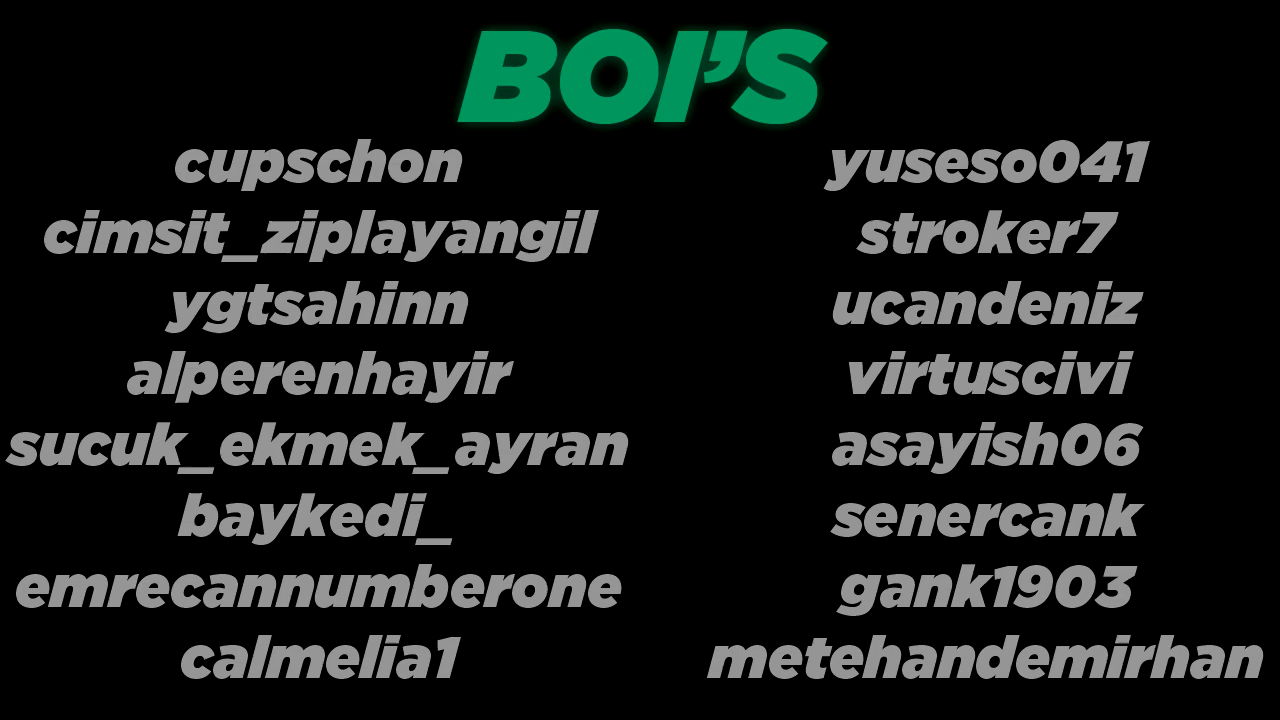 BOI'S
cupschon
cimsit_ziplayangil
ygtsahinn
alperenhayir
sucuk_ekmek_ayran
baykedi_
emrecannumberone
calmelia1
yuseso041
stroker7
ucandeniz
virtuscivi
asayish06
senercank
gank1903
metehandemirhan